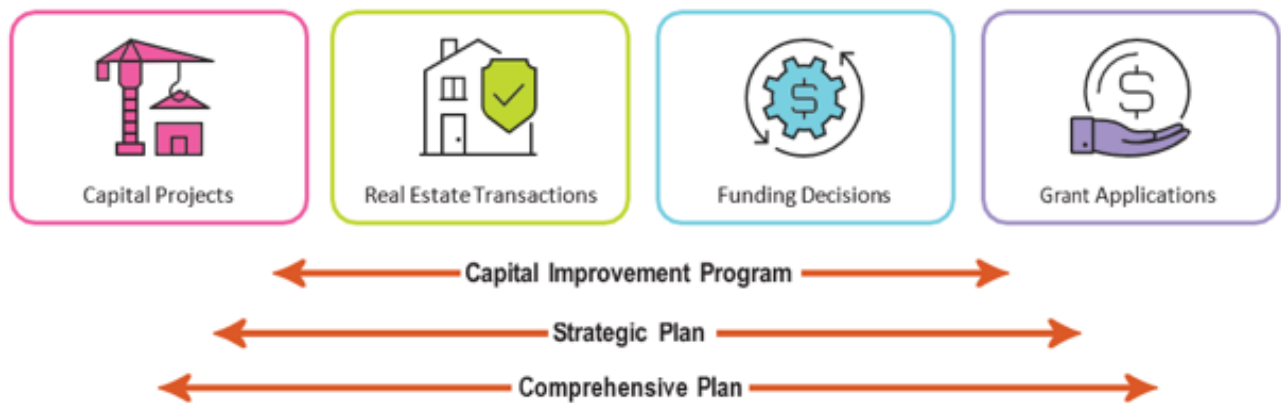 Capital Projects
Real Estate Transactions
$
Funding Decisions
$
Grant Applications
Capital Improvement Program
Strategic Plan
Comprehensive Plan